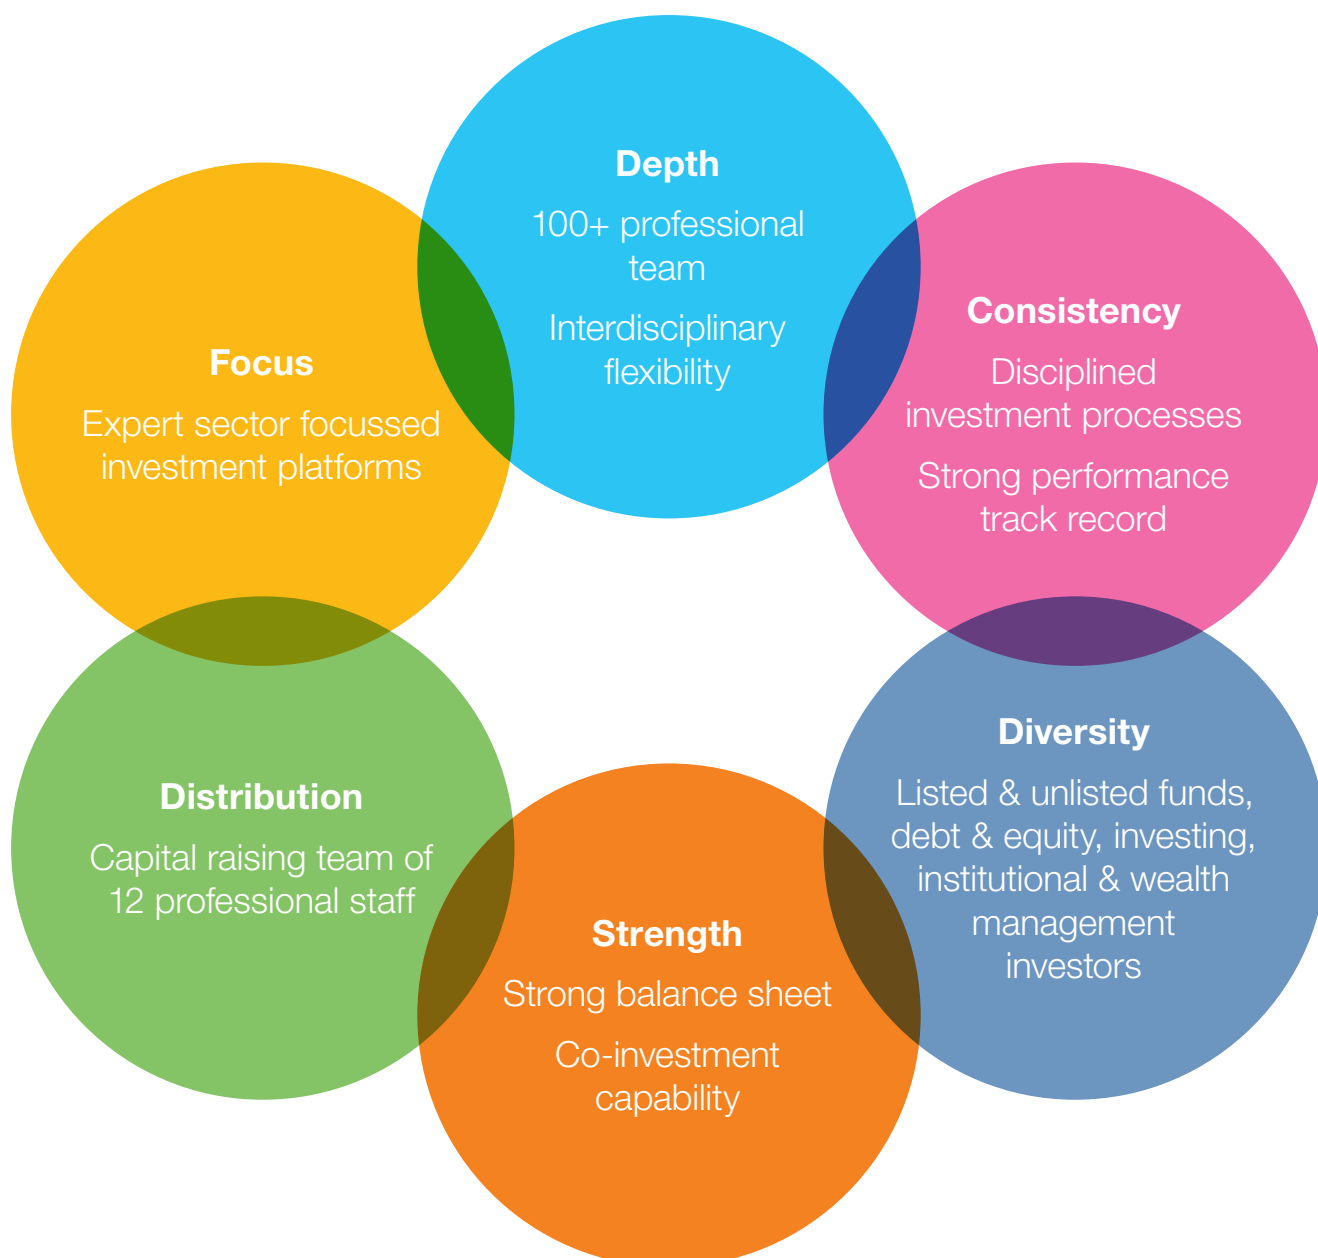 Depth
100+ professional
team
Interdisciplinary
flexibility
Consistency
Disciplined
investment processes
Strong performance
track record
Diversity
Listed & unlisted funds,
debt & equity, investing,
institutional & wealth
management
investors
Strength
Strong balance sheet
Co-investment
capability
Distribution
Capital raising team of
12 professional staff
Focus
Expert sector focussed
investment platforms